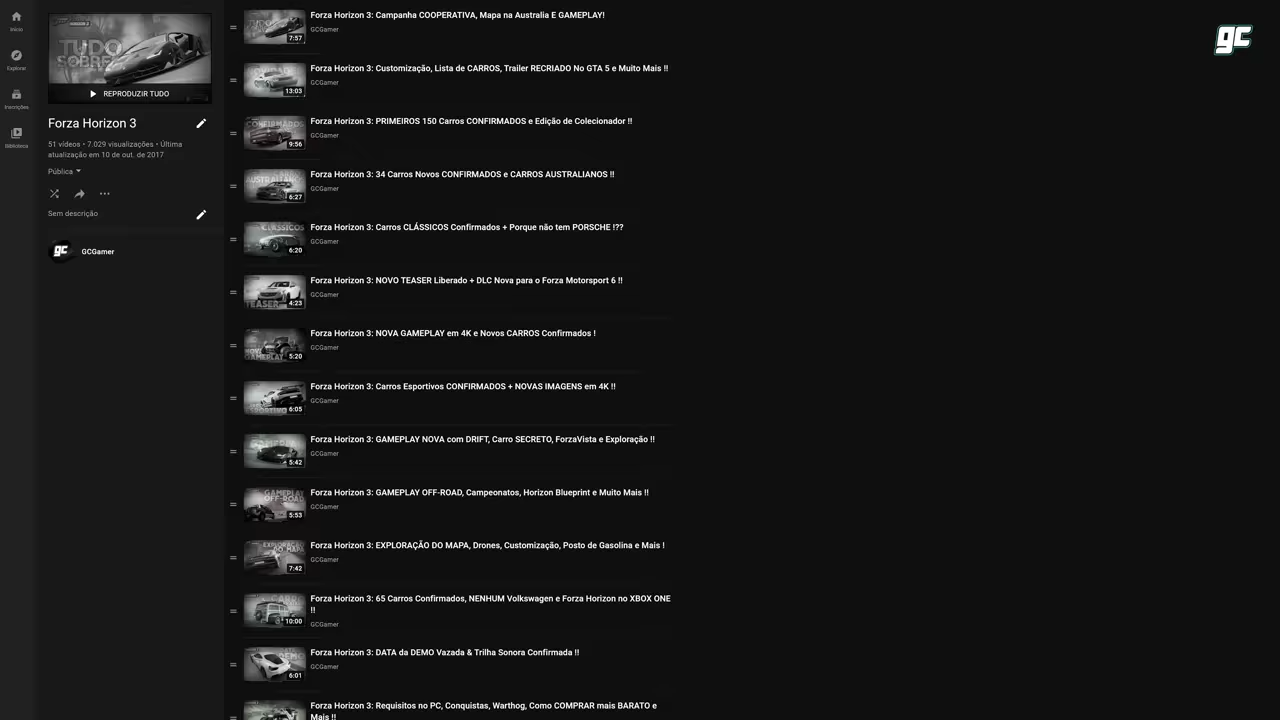 Início
Explorar
Inscrições
Biblioteca
TUDO
SOBRE
REPRODUZIR TUDO
Forza Horizon 3
51 vídeos • 7.029 visualizações • Última
atualização em 10 de out. de 2017
Pública
Sem descrição
gc GCGamer
7:57
Forza Horizon 3: Campanha COOPERATIVA, Mapa na Australia E GAMEPLAY!
GCGamer
13:03
Forza Horizon 3: Customização, Lista de CARROS, Trailer RECRIADO No GTA 5 e Muito Mais !!
GCGamer
CONFIRMADOS
9:56
Forza Horizon 3: PRIMEIROS 150 Carros CONFIRMADOS e Edição de Colecionador !!
GCGamer
AUSTRALIANOS
6:27
Forza Horizon 3: 34 Carros Novos CONFIRMADOS e CARROS AUSTRALIANOS !!
GCGamer
CLÁSSICOS
6:20
Forza Horizon 3: Carros CLÁSSICOS Confirmados + Porque não tem PORSCHE !??
GCGamer
TEASER
4:23
Forza Horizon 3: NOVO TEASER Liberado + DLC Nova para o Forza Motorsport 6 !!
GCGamer
GAMEPLAY
5:20
Forza Horizon 3: NOVA GAMEPLAY em 4K e Novos CARROS Confirmados !
GCGamer
6:05
Forza Horizon 3: Carros Esportivos CONFIRMADOS + NOVAS IMAGENS em 4K !!
GCGamer
5:42
Forza Horizon 3: GAMEPLAY NOVA com DRIFT, Carro SECRETO, ForzaVista e Exploração !!
GCGamer
GAMEPLAY
OFF-ROAD
5:53
Forza Horizon 3: GAMEPLAY OFF-ROAD, Campeonatos, Horizon Blueprint e Muito Mais !!
GCGamer
EXPLORAÇÃO
DO MAPA
7:42
Forza Horizon 3: EXPLORAÇÃO DO MAPA, Drones, Customização, Posto de Gasolina e Mais !
GCGamer
10:00
Forza Horizon 3: 65 Carros Confirmados, NENHUM Volkswagen e Forza Horizon no XBOX ONE
!!
GCGamer
DEMO
6:01
Forza Horizon 3: DATA da DEMO Vazada & Trilha Sonora Confirmada !!
GCGamer
Forza Horizon 3: Requisitos no PC, Conquistas, Warthog, Como COMPRAR mais BARATO e
Mais !!
gc